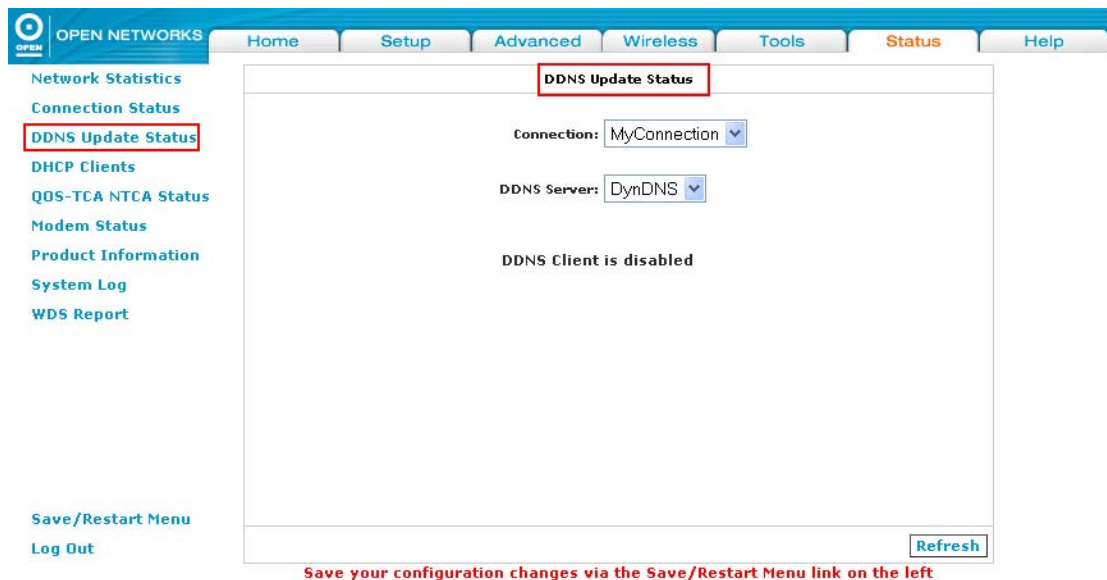 OPEN
OPEN NETWORKS
Home Setup Advanced Wireless Tools Status Help
Network Statistics
Connection Status
DDNS Update Status
DHCP Clients
QOS-TCA NTCA Status
Modem Status
Product Information
System Log
WDS Report
Save/Restart Menu
Log Out
DDNS Update Status
Connection: MyConnection
DDNS Server: DynDNS
DDNS Client is disabled
Refresh
Save your configuration changes via the Save/Restart Menu link on the left